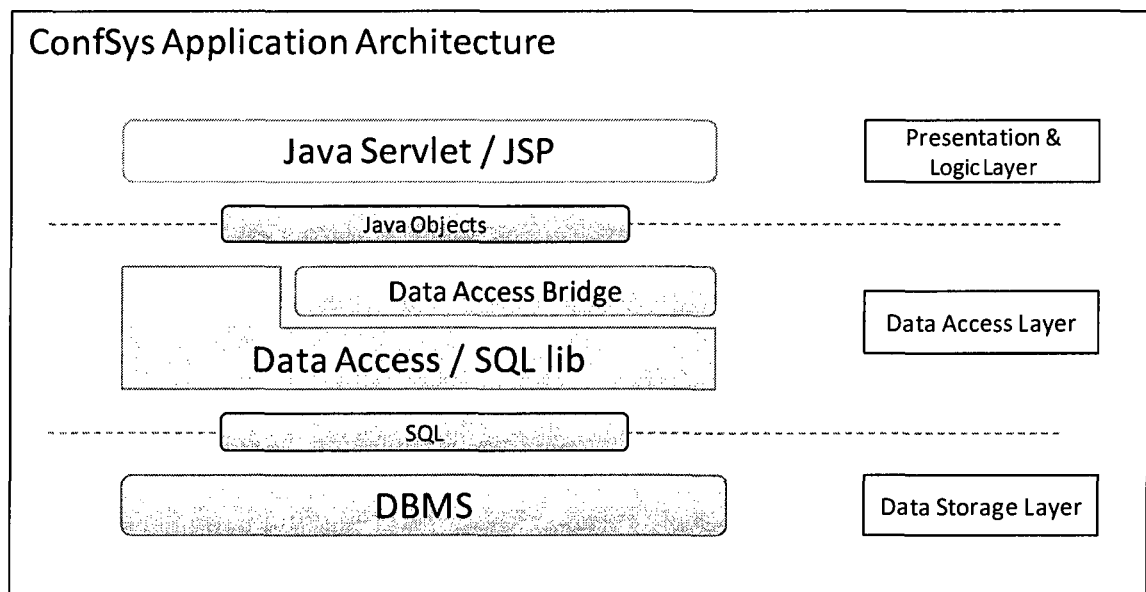 ConfSys Application Architecture
Java Servlet / JSP
Presentation &
Logic Layer
Java Objects
Data Access Bridge
Data Access Layer
Data Access / SQL lib
SQL
DBMS
Data Storage Layer